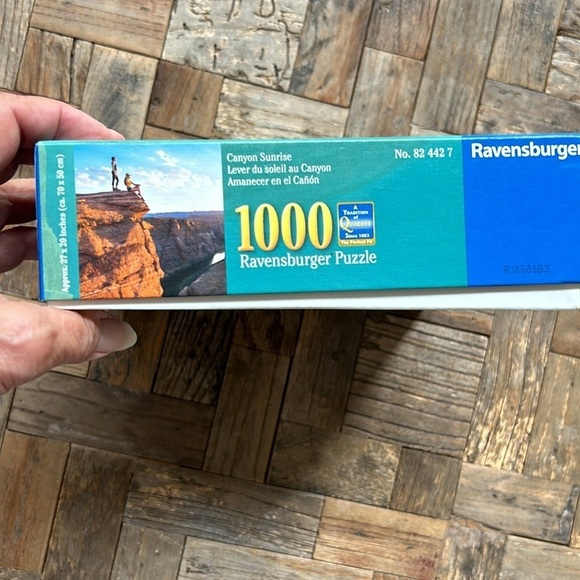 Approx. 27 x 20 inches (ca. 70 x 50 cm)
Canyon Sunrise
Lever du soleil au Canyon
Amanecer en el Cañón
No. 82 442 7
1000
Ravensburger Puzzle
A
TRADITION
of
QUALITY
SINCE 1883
The Perfect Fit
Ravensburger
R16668B3